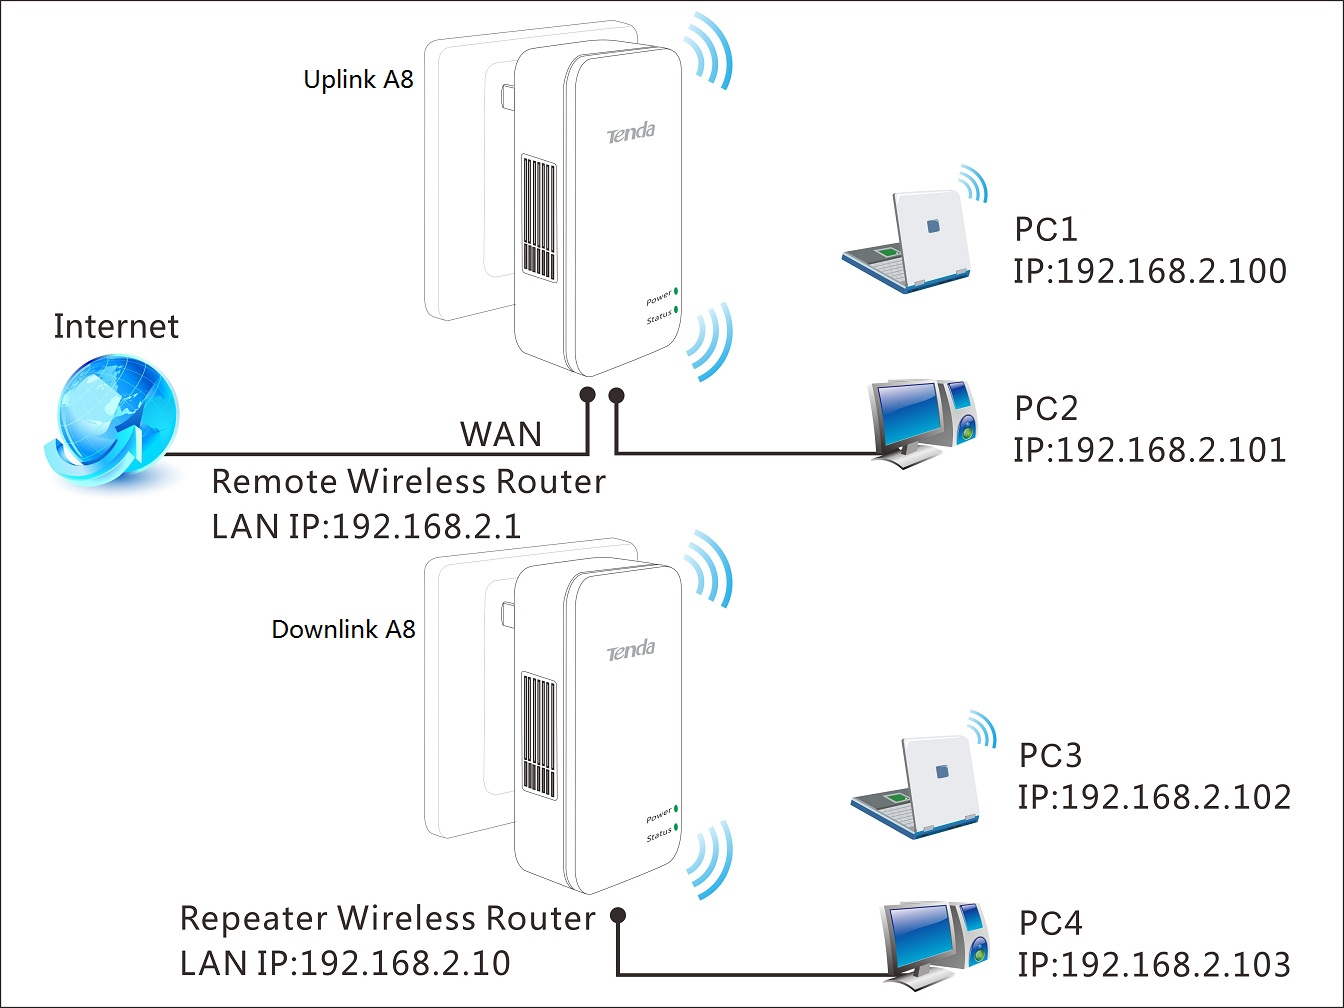 Uplink A8
Tenda
Power
Status
PC1
IP:192.168.2.100
Internet
PC2
IP:192.168.2.101
WAN
Remote Wireless Router
LAN IP:192.168.2.1
Downlink A8
Tenda
Power
Status
PC3
IP:192.168.2.102
Repeater Wireless Router
LAN IP:192.168.2.10
PC4
IP:192.168.2.103